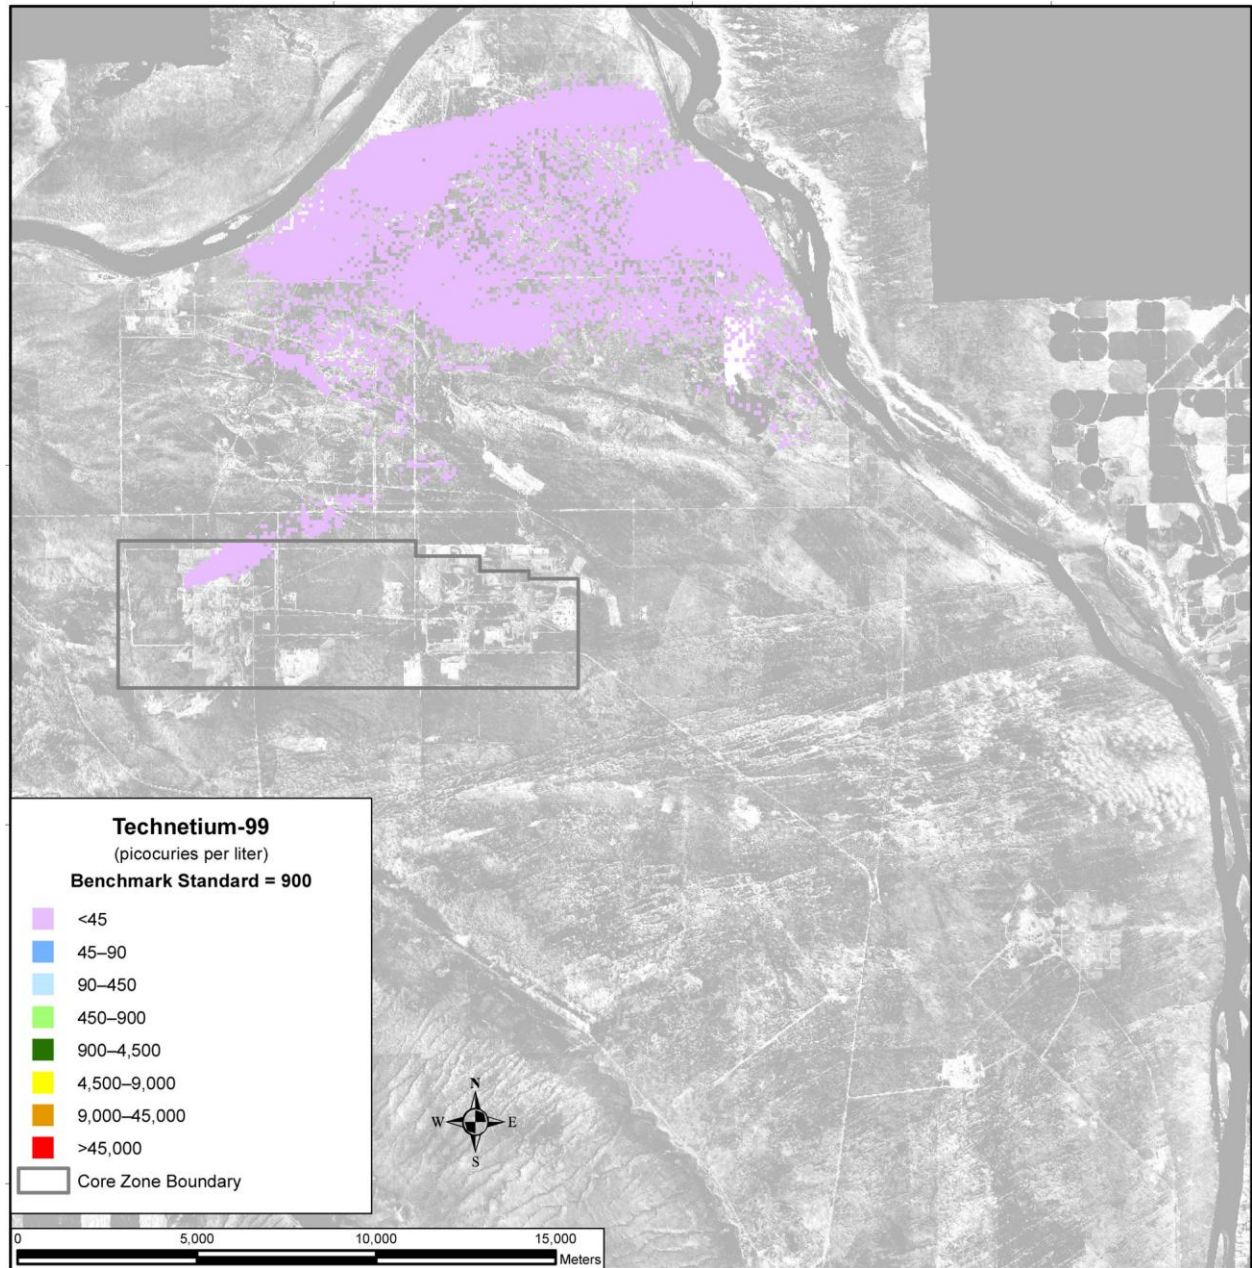 Technetium-99
(picocuries per liter)
Benchmark Standard = 900
<45
45–90
90–450
450–900
900–4,500
4,500–9,000
9,000–45,000
>45,000
Core Zone Boundary
N
W E
S
0 5,000 10,000 15,000
Meters